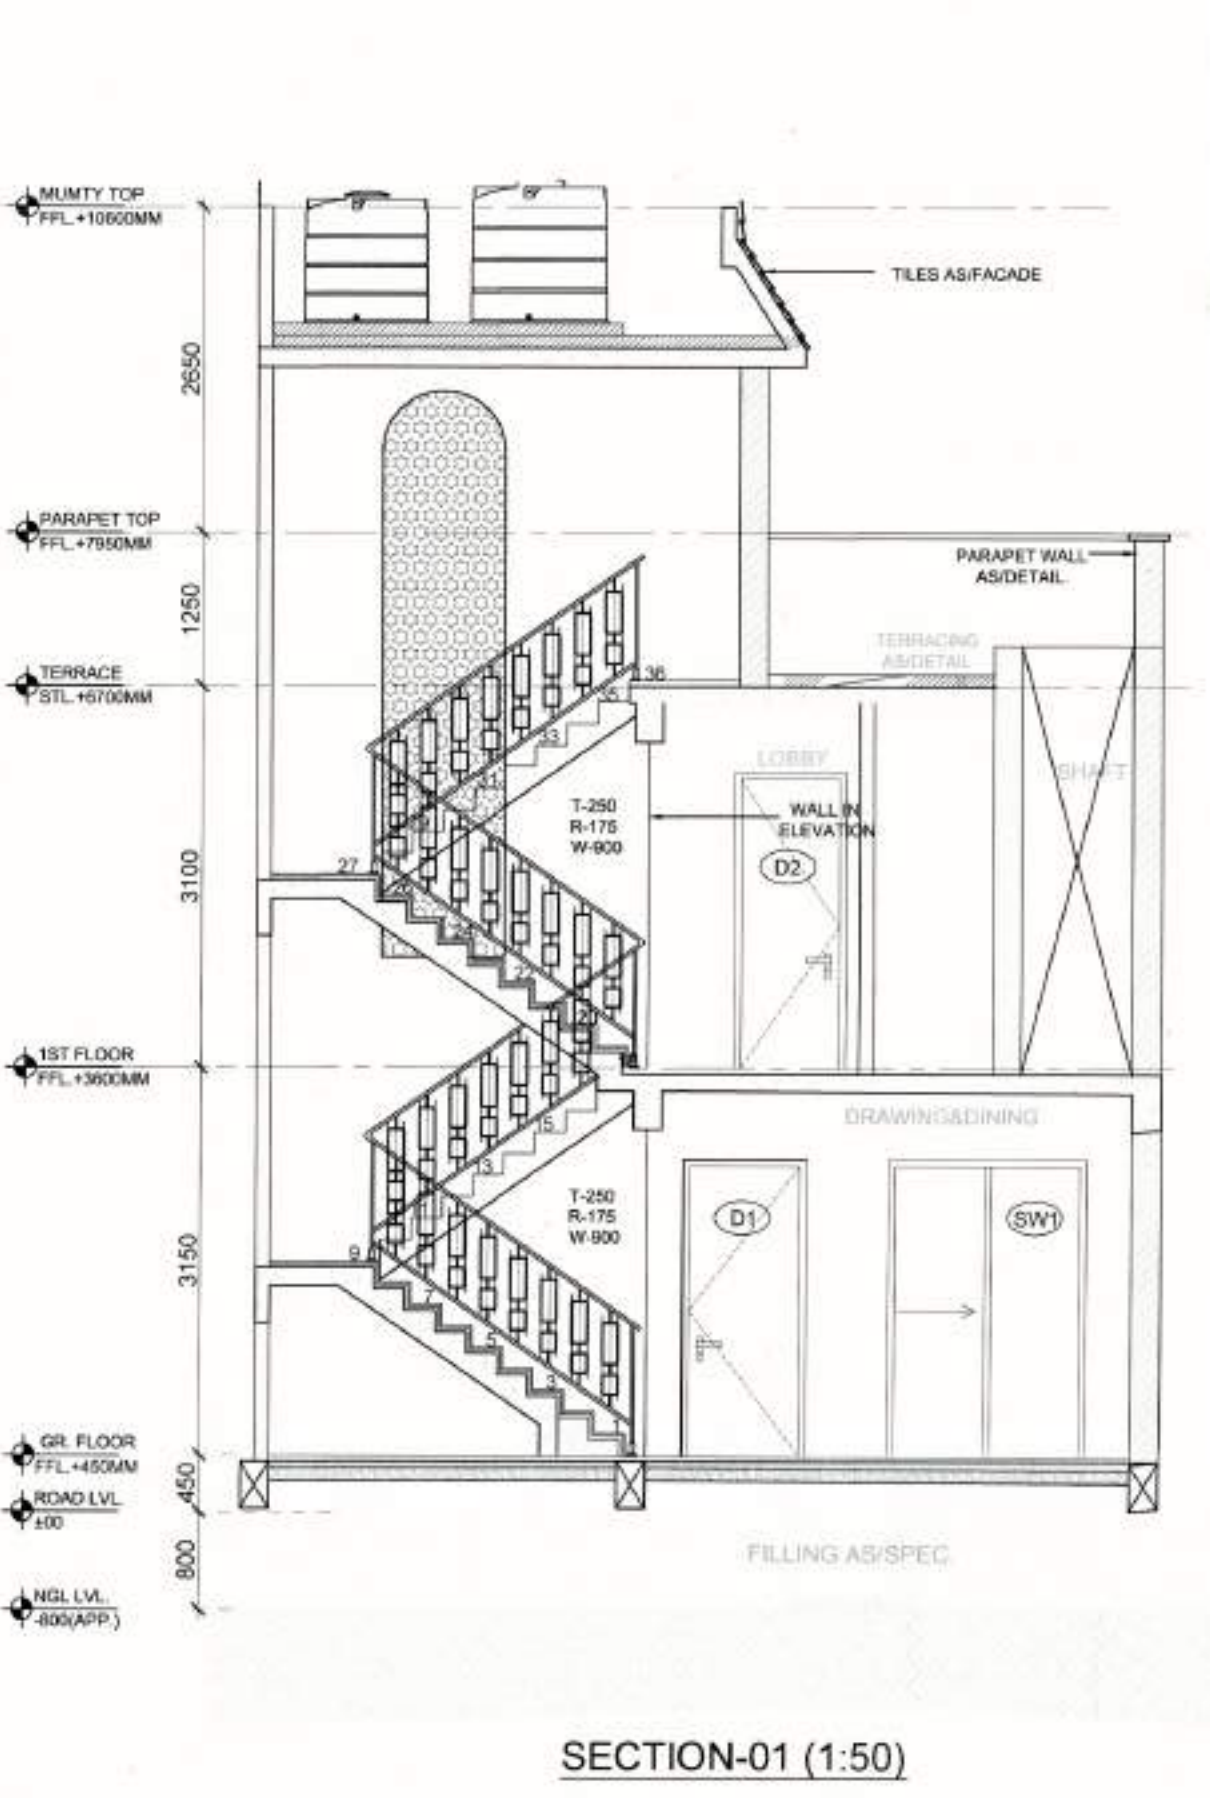 MUMTY TOP
FFL.+10600MM
TILES AS/FACADE
2650
PARAPET TOP
FFL.+7950MM
PARAPET WALL
AS/DETAIL
1250
TERRACING
AS/DETAIL
TERRACE
STL.+6700MM
36
35
33
31
LOBBY
SHAFT
T-250
R-175
W-900
WALL IN
ELEVATION
D2
27
3100
24
22
1ST FLOOR
FFL.+3600MM
DRAWING&DINING
15
13
T-250
R-175
W-900
D1
SW1
9
3150
7
5
3
1
GR. FLOOR
FFL.+450MM
450
ROAD LVL.
±00
FILLING AS/SPEC.
800
NGL LVL.
-800(APP.)
SECTION-01 (1:50)